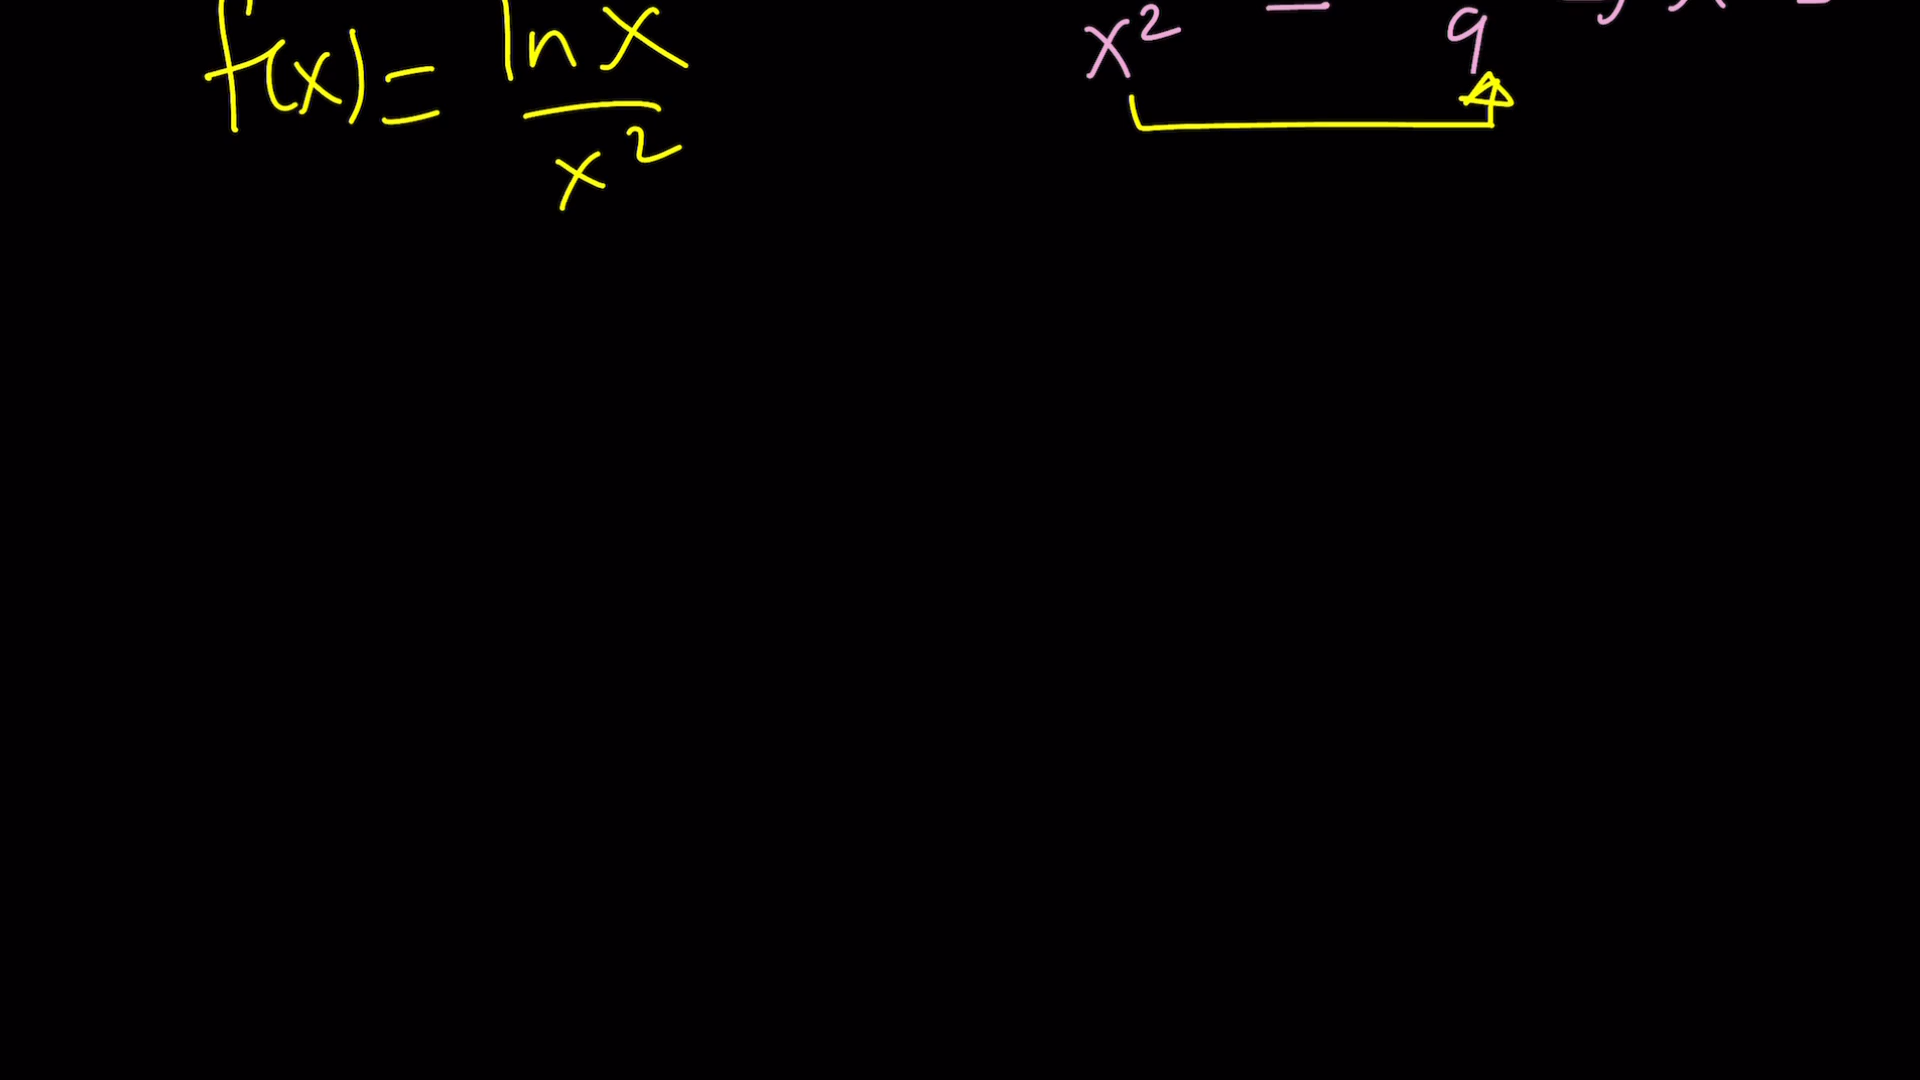 f(x) = ln x / x²
x² = 9